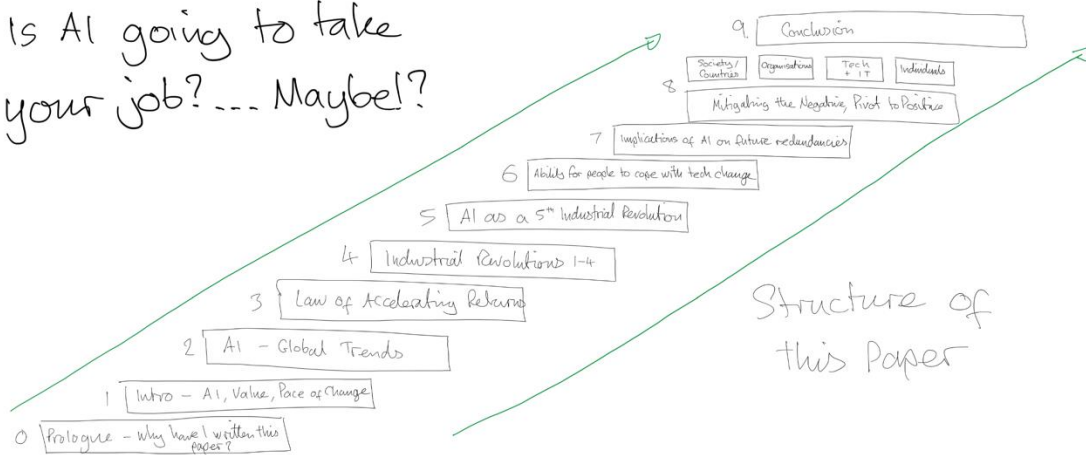 Is AI going to take
your job?... Maybe!?
9. Conclusion
Society/
Countries
Organisations
Tech
+ IT
Individuals
8 Mitigating the Negative, Pivot to Positive
7 Implications of AI on future redundancies
6 Ability for people to cope with tech change
5 AI as a 5th Industrial Revolution
4 Industrial Revolutions 1-4
3 Law of Accelerating Returns
2 AI - Global Trends
1 Intro - AI, Value, Pace of Change
0 Prologue - Why have I written this
paper?
Structure of
this Paper